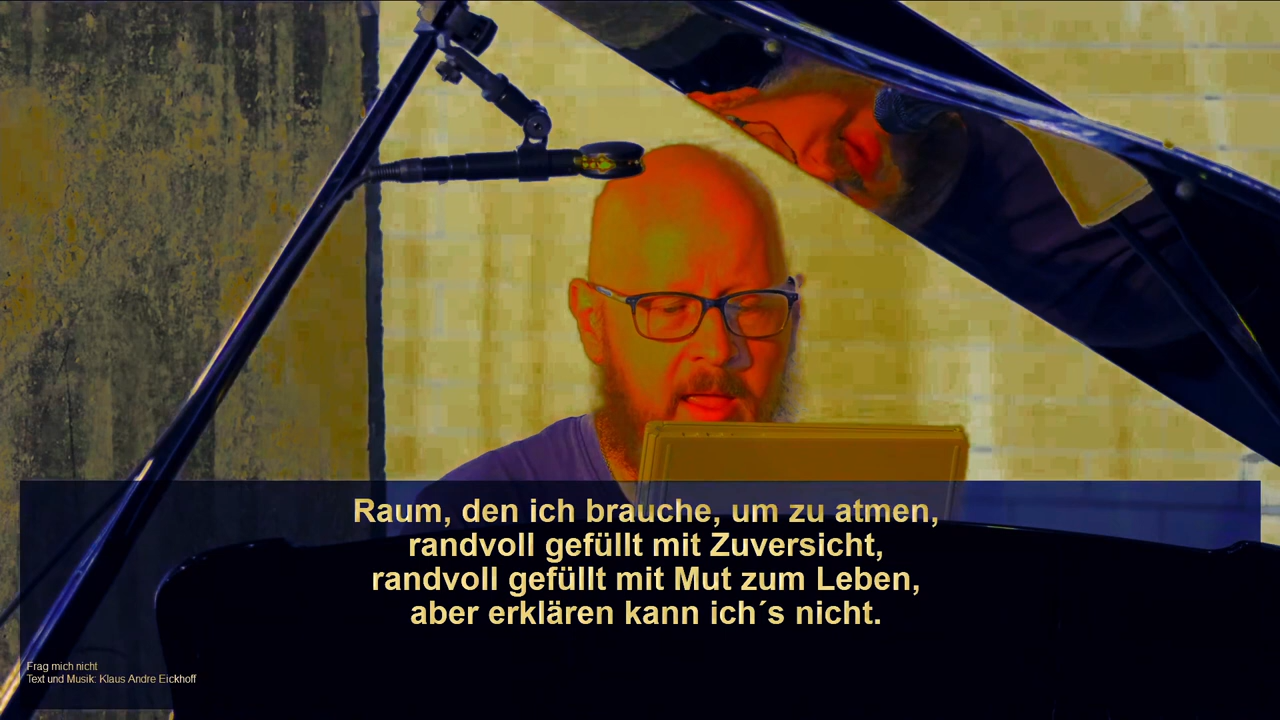 Raum, den ich brauche, um zu atmen,
randvoll gefüllt mit Zuversicht,
randvoll gefüllt mit Mut zum Leben,
aber erklären kann ich´s nicht.
Frag mich nicht
Text und Musik: Klaus Andre Eickhoff